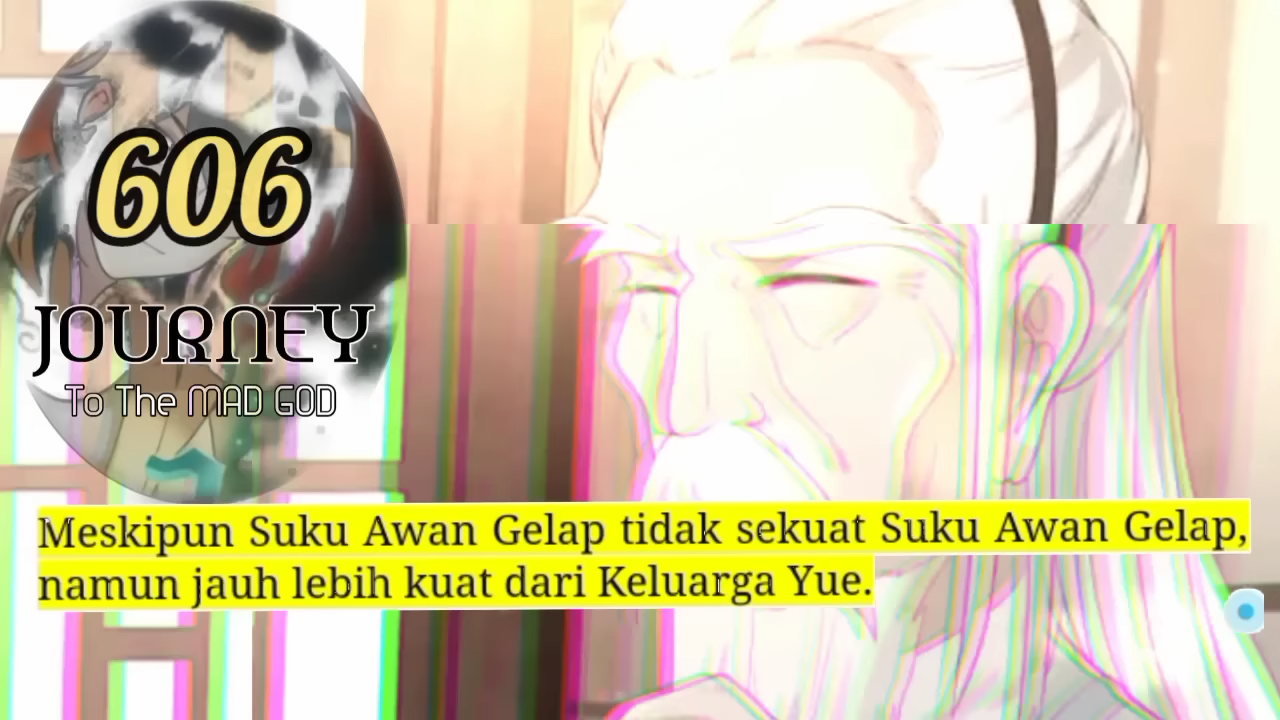 606
JOURNEY
To The MAD GOD
Meskipun Suku Awan Gelap tidak sekuat Suku Awan Gelap,
namun jauh lebih kuat dari Keluarga Yue.